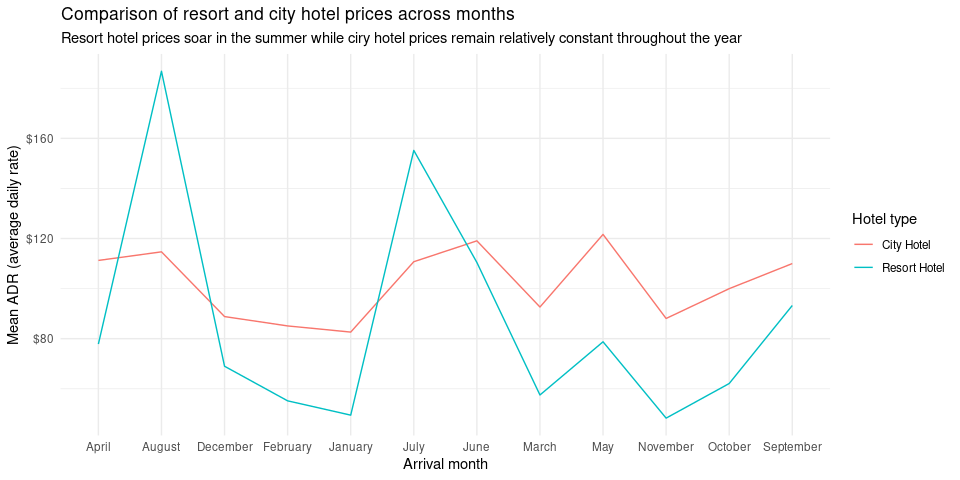 Comparison of resort and city hotel prices across months
Resort hotel prices soar in the summer while ciry hotel prices remain relatively constant throughout the year
Mean ADR (average daily rate)
$160
$120
$80
April August December February January July June March May November October September
Arrival month
Hotel type
City Hotel
Resort Hotel